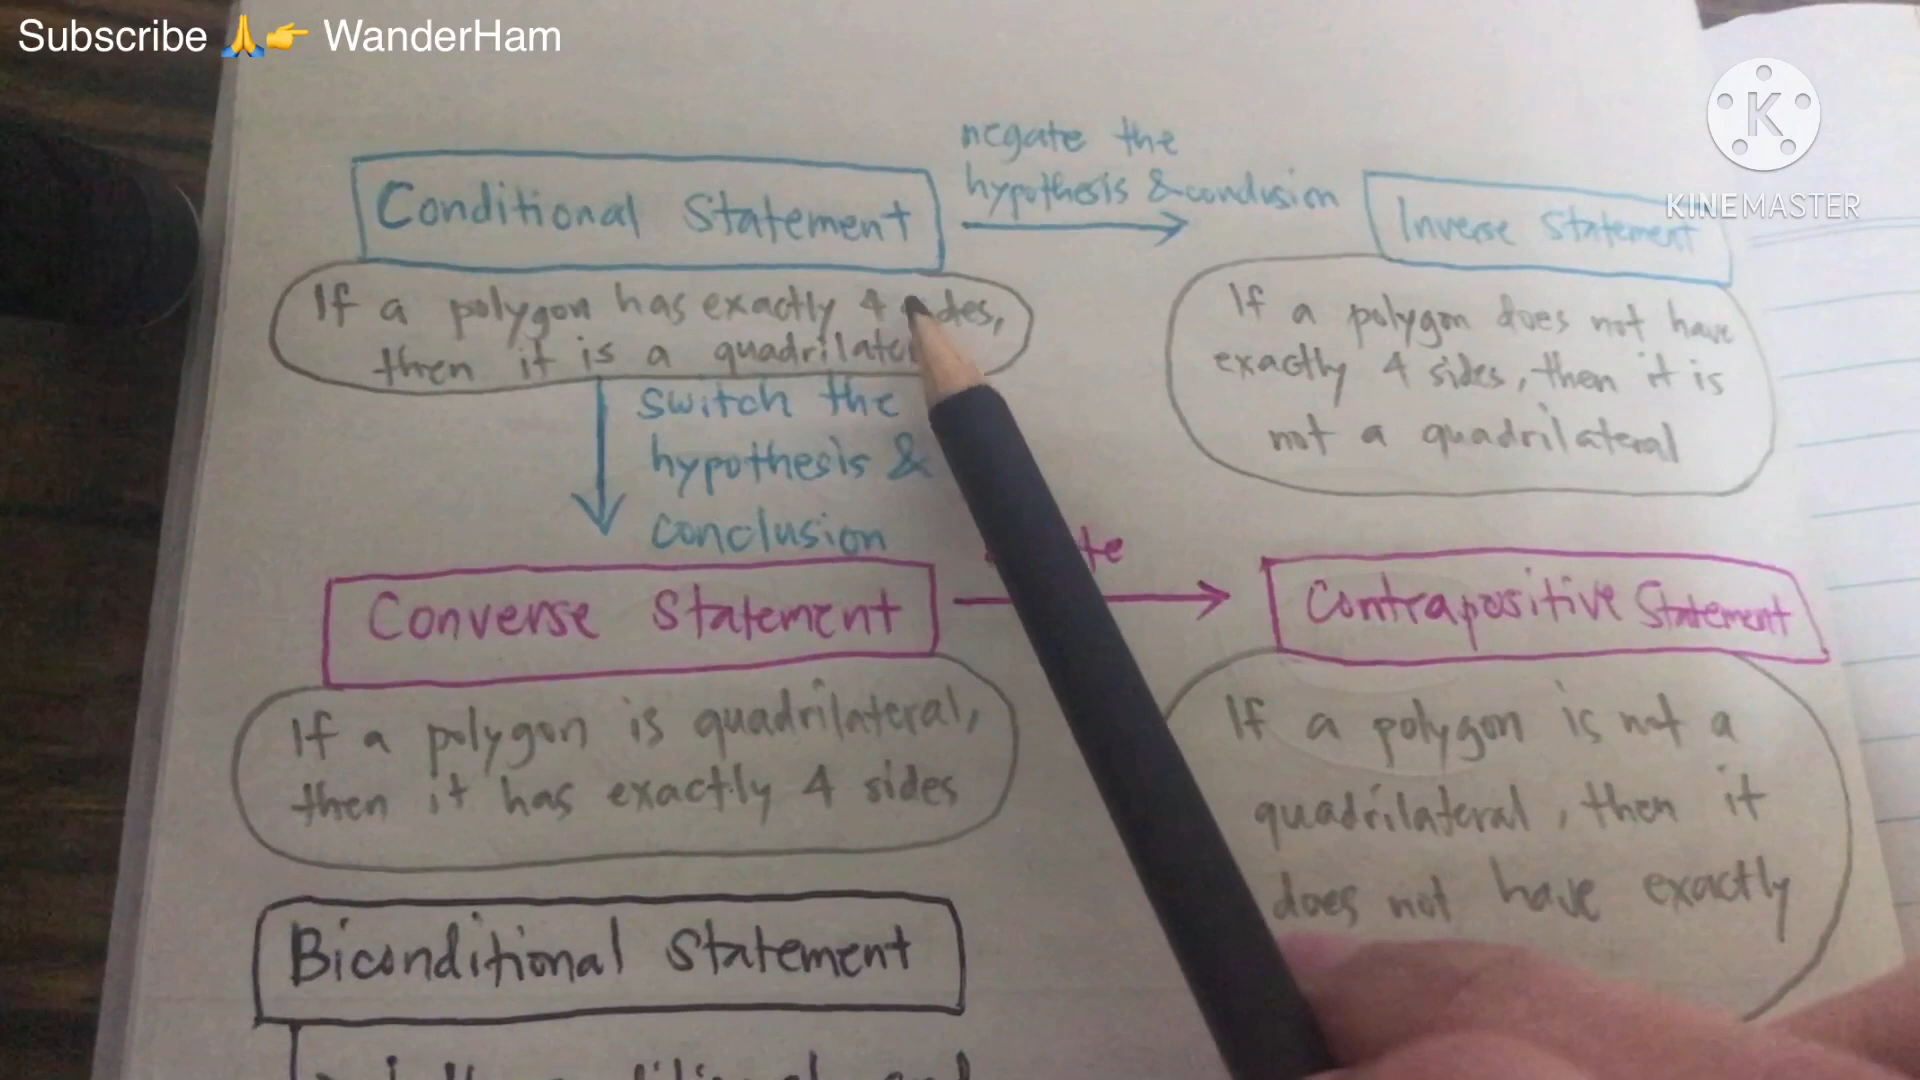 Subscribe 🙏👉 WanderHam
K
KINEMASTER
negate the
hypothesis & conclusion
Conditional Statement
Inverse Statement
If a polygon has exactly 4
then it is a
If a polygon does not have
exactly 4 sides, then it is
not a quadrilateral
switch the
hypothesis &
conclusion
Converse Statement
Contrapositive Statement
If a polygon is quadrilateral,
then it has exactly 4 sides
If a polygon is not a
quadrilateral, then it
does not have exactly
Biconditional Statement